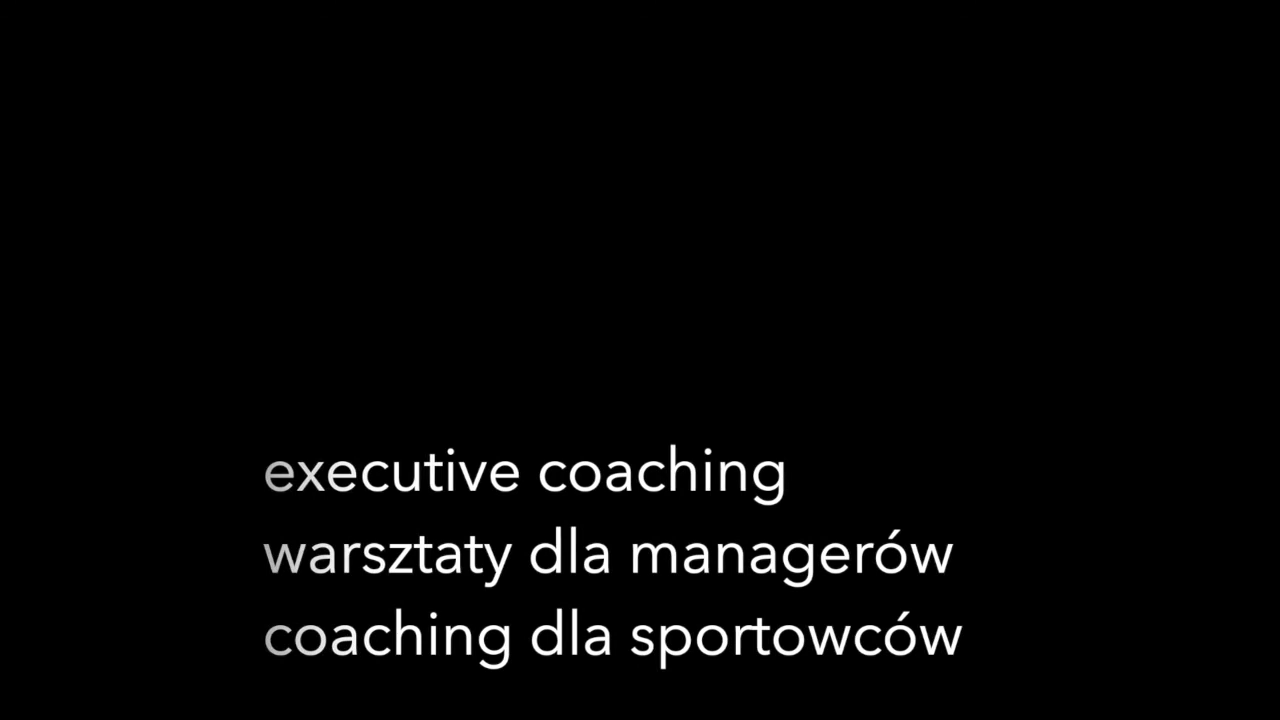 executive coaching
warsztaty dla managerów
coaching dla sportowców